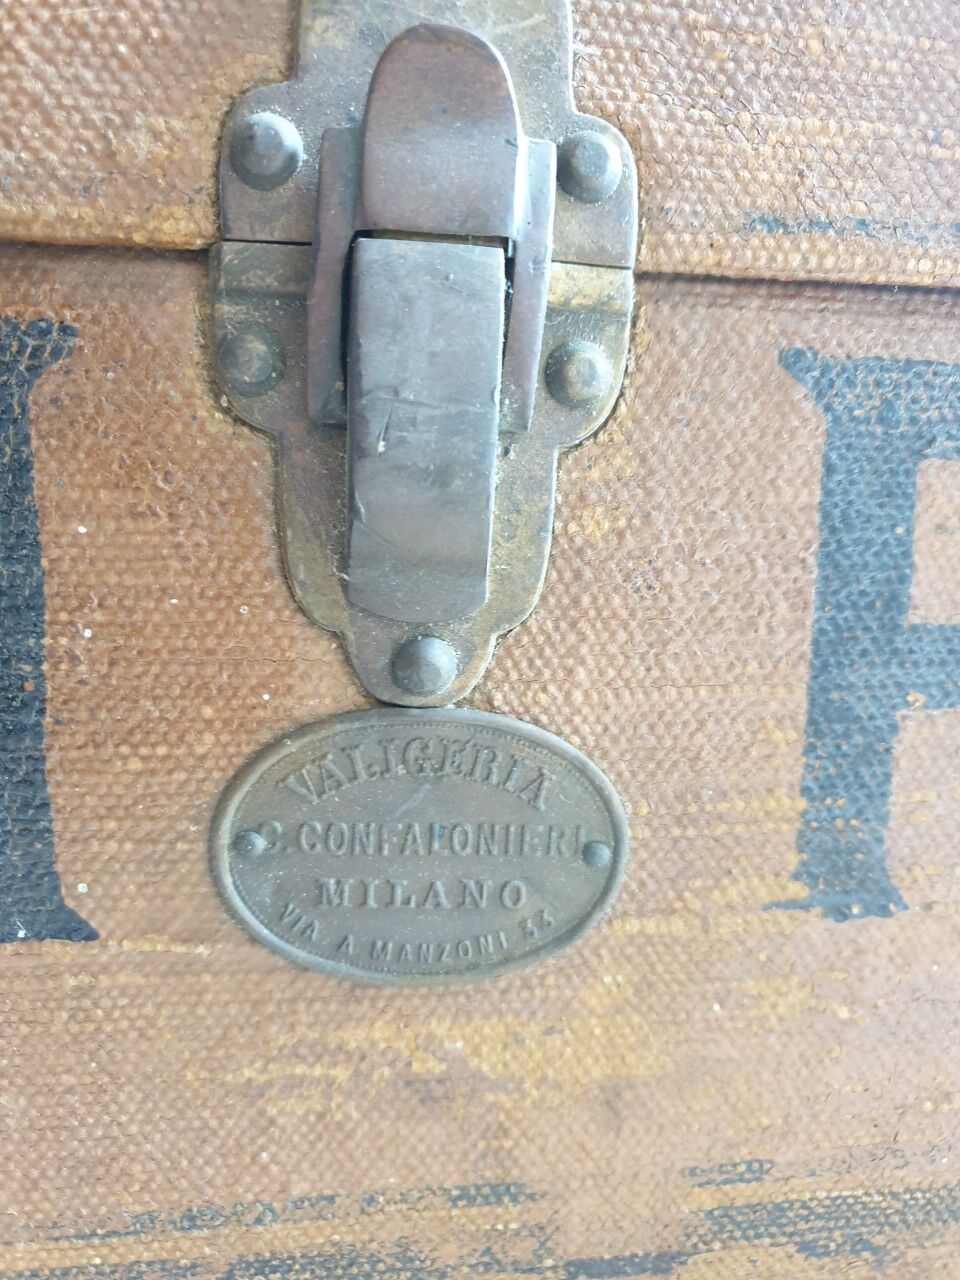 VALIGERIA
C. CONFALONIERI
MILANO
VIA A MANZONI 33